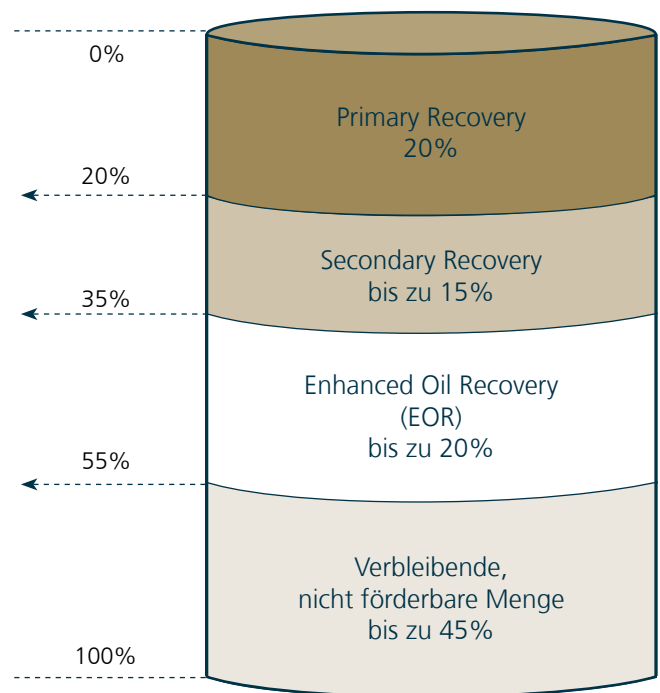 0%
Primary Recovery
20%
20%
Secondary Recovery
bis zu 15%
35%
Enhanced Oil Recovery
(EOR)
bis zu 20%
55%
Verbleibende,
nicht förderbare Menge
bis zu 45%
100%